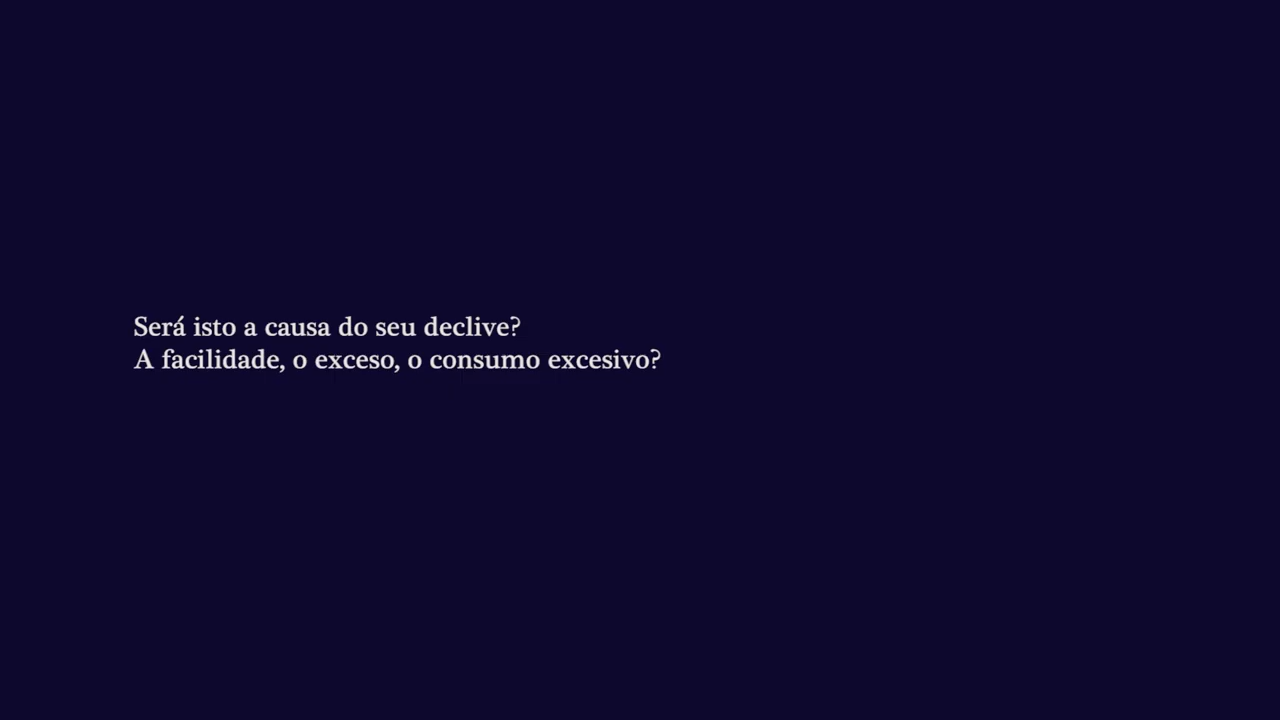 Será isto a causa do seu declive?
A facilidade, o exceso, o consumo excesivo?